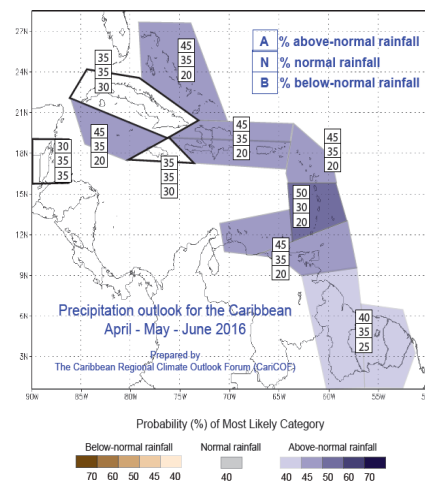 27N
24N
21N
18N
15N
12N
9N
6N
3N
90W 85W 80W 75W 70W 65W 60W 55W 50W
A % above-normal rainfall
N % normal rainfall
B % below-normal rainfall
35
35
30
45
35
20
30
35
35
45
35
20
35
35
30
45
35
20
45
35
20
50
30
20
45
35
20
40
35
25
Precipitation outlook for the Caribbean
April - May - June 2016
Prepared by
The Caribbean Regional Climate Outlook Forum (CariCOF)
Probability (%) of Most Likely Category
Below-normal rainfall Normal rainfall Above-normal rainfall
70 60 50 45 40 40 40 45 50 60 70